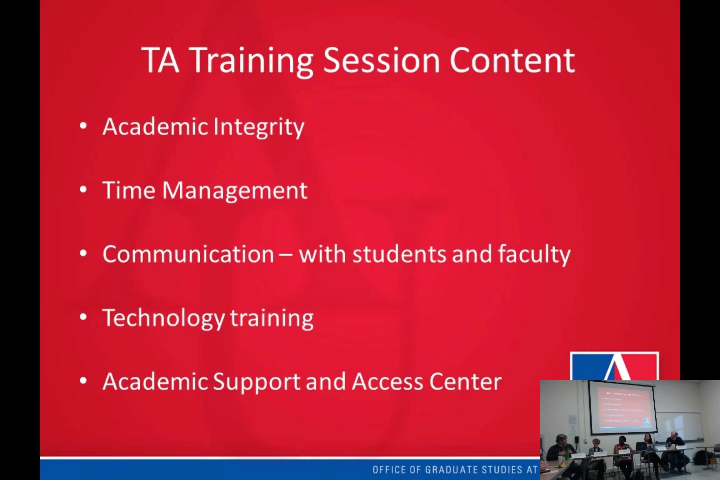 TA Training Session Content
• Academic Integrity
• Time Management
• Communication – with students and faculty
• Technology training
• Academic Support and Access Center
OFFICE OF GRADUATE STUDIES AT